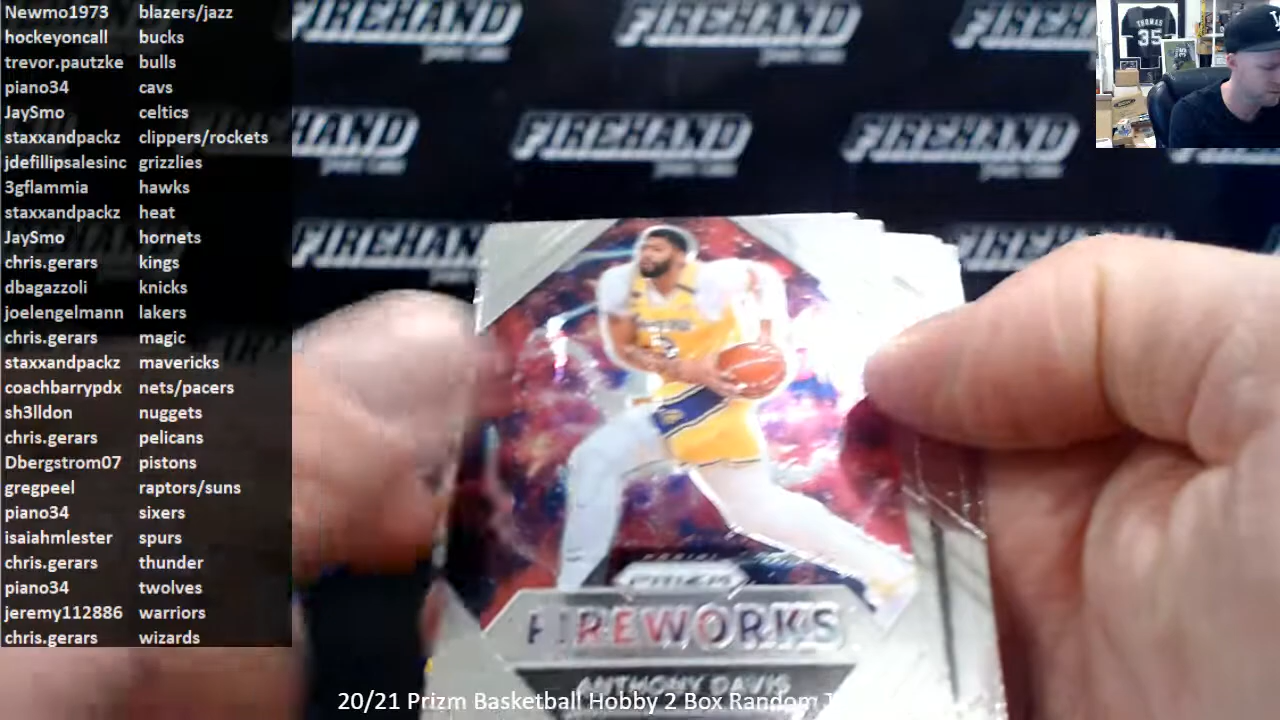 Newmo1973 blazers/jazz
hockeyoncall bucks
trevor.pautzke bulls
piano34 cavs
JaySmo celtics
staxxandpackz clippers/rockets
jdefillipsalesinc grizzlies
3gflammia hawks
staxxandpackz heat
JaySmo hornets
chris.gerars kings
dbagazzoli knicks
joelengelmann lakers
chris.gerars magic
staxxandpackz mavericks
coachbarrypdx nets/pacers
sh3lldon nuggets
chris.gerars pelicans
Dbergstrom07 pistons
gregpeel raptors/suns
piano34 sixers
isaiahmlester spurs
chris.gerars thunder
piano34 twolves
jeremy112886 warriors
chris.gerars wizards
FIREHAND FIREHAND FIREHAND
FIREHAND FIREHAND FIREHAND
FIREHAND
THOMAS
35
PRIZM
FIREWORKS
ANTHONY DAVIS
20/21 Prizm Basketball Hobby 2 Box Random